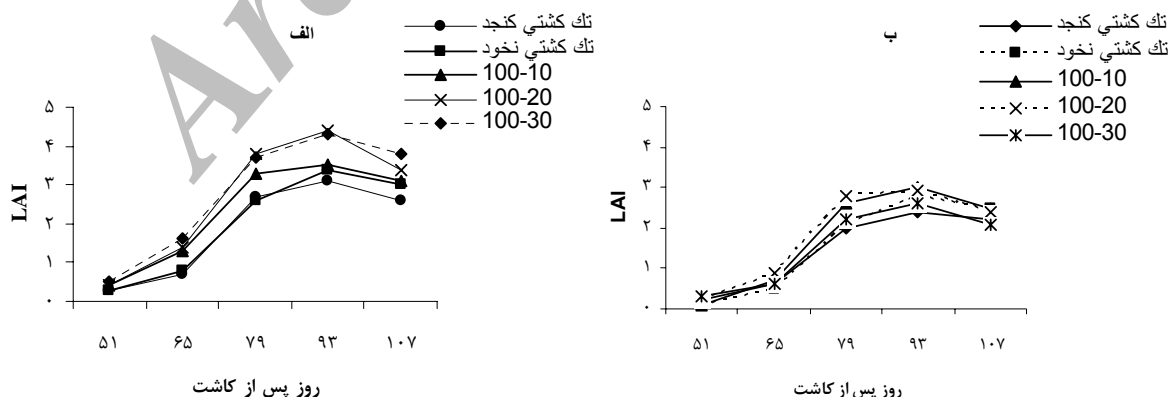 الف
تك كشتي كنجد
تك كشتي نخود
100-10
100-20
100-30
LAI
۵
۴
۳
۲
۱
۰
۵۱ ۶۵ ۷۹ ۹۳ ۱۰۷
روز پس از کاشت
ب
تك كشتي كنجد
تك كشتي نخود
100-10
100-20
100-30
LAI
۵
۴
۳
۲
۱
۰
۵۱ ۶۵ ۷۹ ۹۳ ۱۰۷
روز پس از کاشت